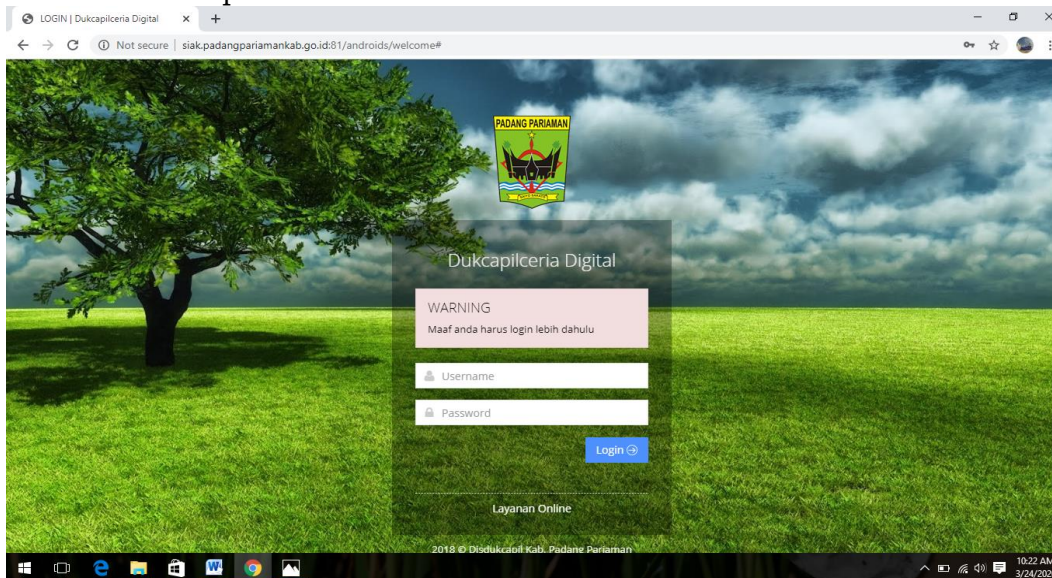 LOGIN | Dukcapilceria Digital
Not secure | siak.padangpariamankab.go.id:81/androids/welcome#
PADANG PARIAMAN
Dukcapilceria Digital
WARNING
Maaf anda harus login lebih dahulu
Username
Password
Login
Layanan Online
2018 © Disdukcapil Kab. Padang Pariaman
10:22 AM